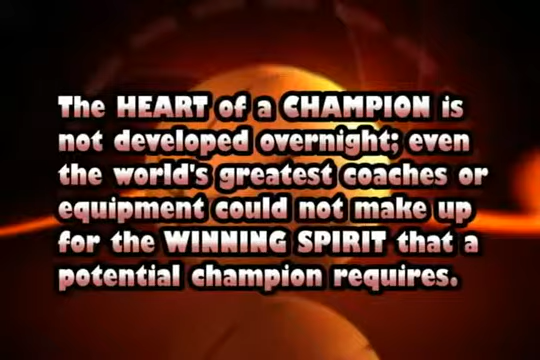 The HEART of a CHAMPION is
not developed overnight; even
the world's greatest coaches or
equipment could not make up
for the WINNING SPIRIT that a
potential champion requires.